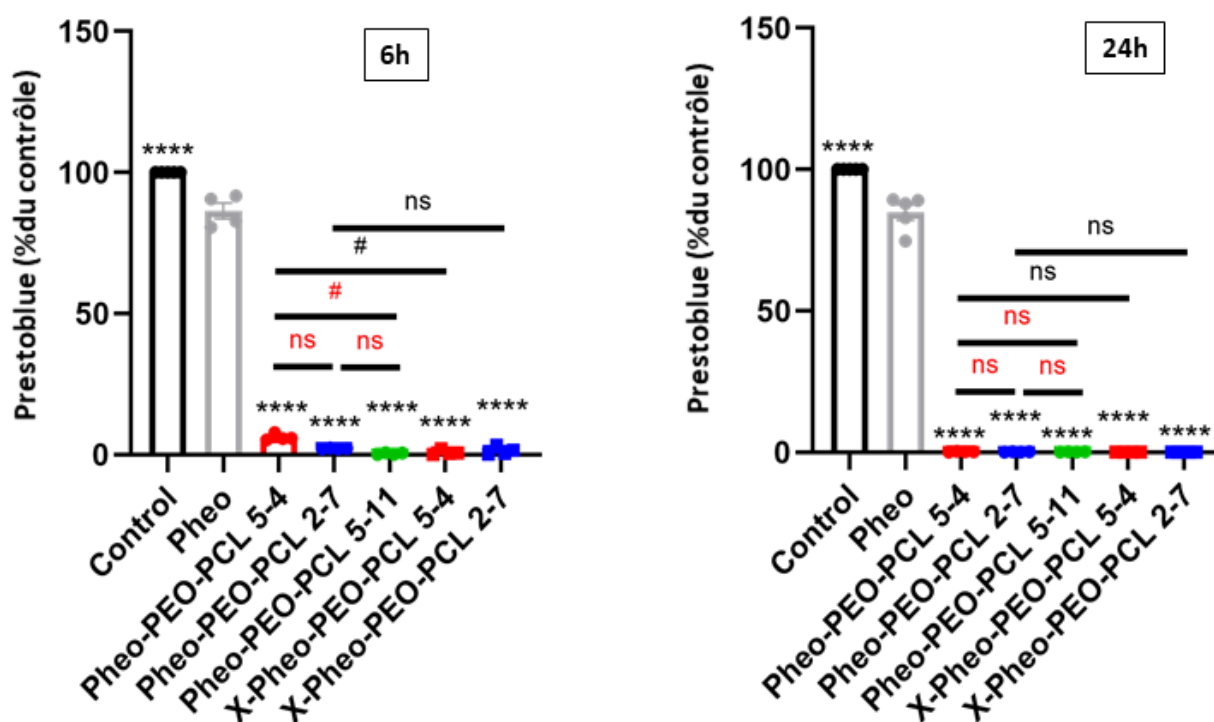 6h
Prestoblue (%du contrôle)
150
100
50
0
****
ns
#
#
ns
ns
****
****
****
****
****
Control
Pheo
Pheo-PEO-PCL 5-4
Pheo-PEO-PCL 2-7
Pheo-PEO-PCL 5-11
X-Pheo-PEO-PCL 5-4
X-Pheo-PEO-PCL 2-7
24h
Prestoblue (%du contrôle)
150
100
50
0
****
ns
ns
ns
ns
ns
****
****
****
****
****
Control
Pheo
Pheo-PEO-PCL 5-4
Pheo-PEO-PCL 2-7
Pheo-PEO-PCL 5-11
X-Pheo-PEO-PCL 5-4
X-Pheo-PEO-PCL 2-7